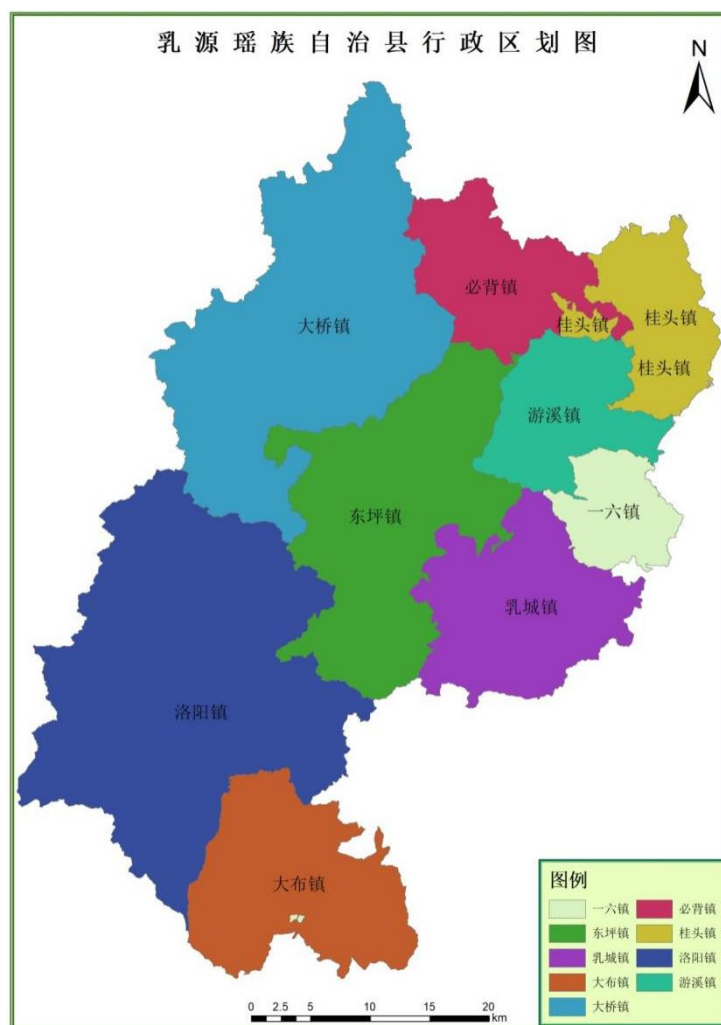 乳源瑶族自治县行政区划图
N
必背镇
大桥镇
桂头镇
桂头镇
桂头镇
游溪镇
一六镇
东坪镇
乳城镇
洛阳镇
大布镇
图例
一六镇 必背镇
东坪镇 桂头镇
乳城镇 洛阳镇
大布镇 游溪镇
大桥镇
0 2.5 5 10 15 20
km